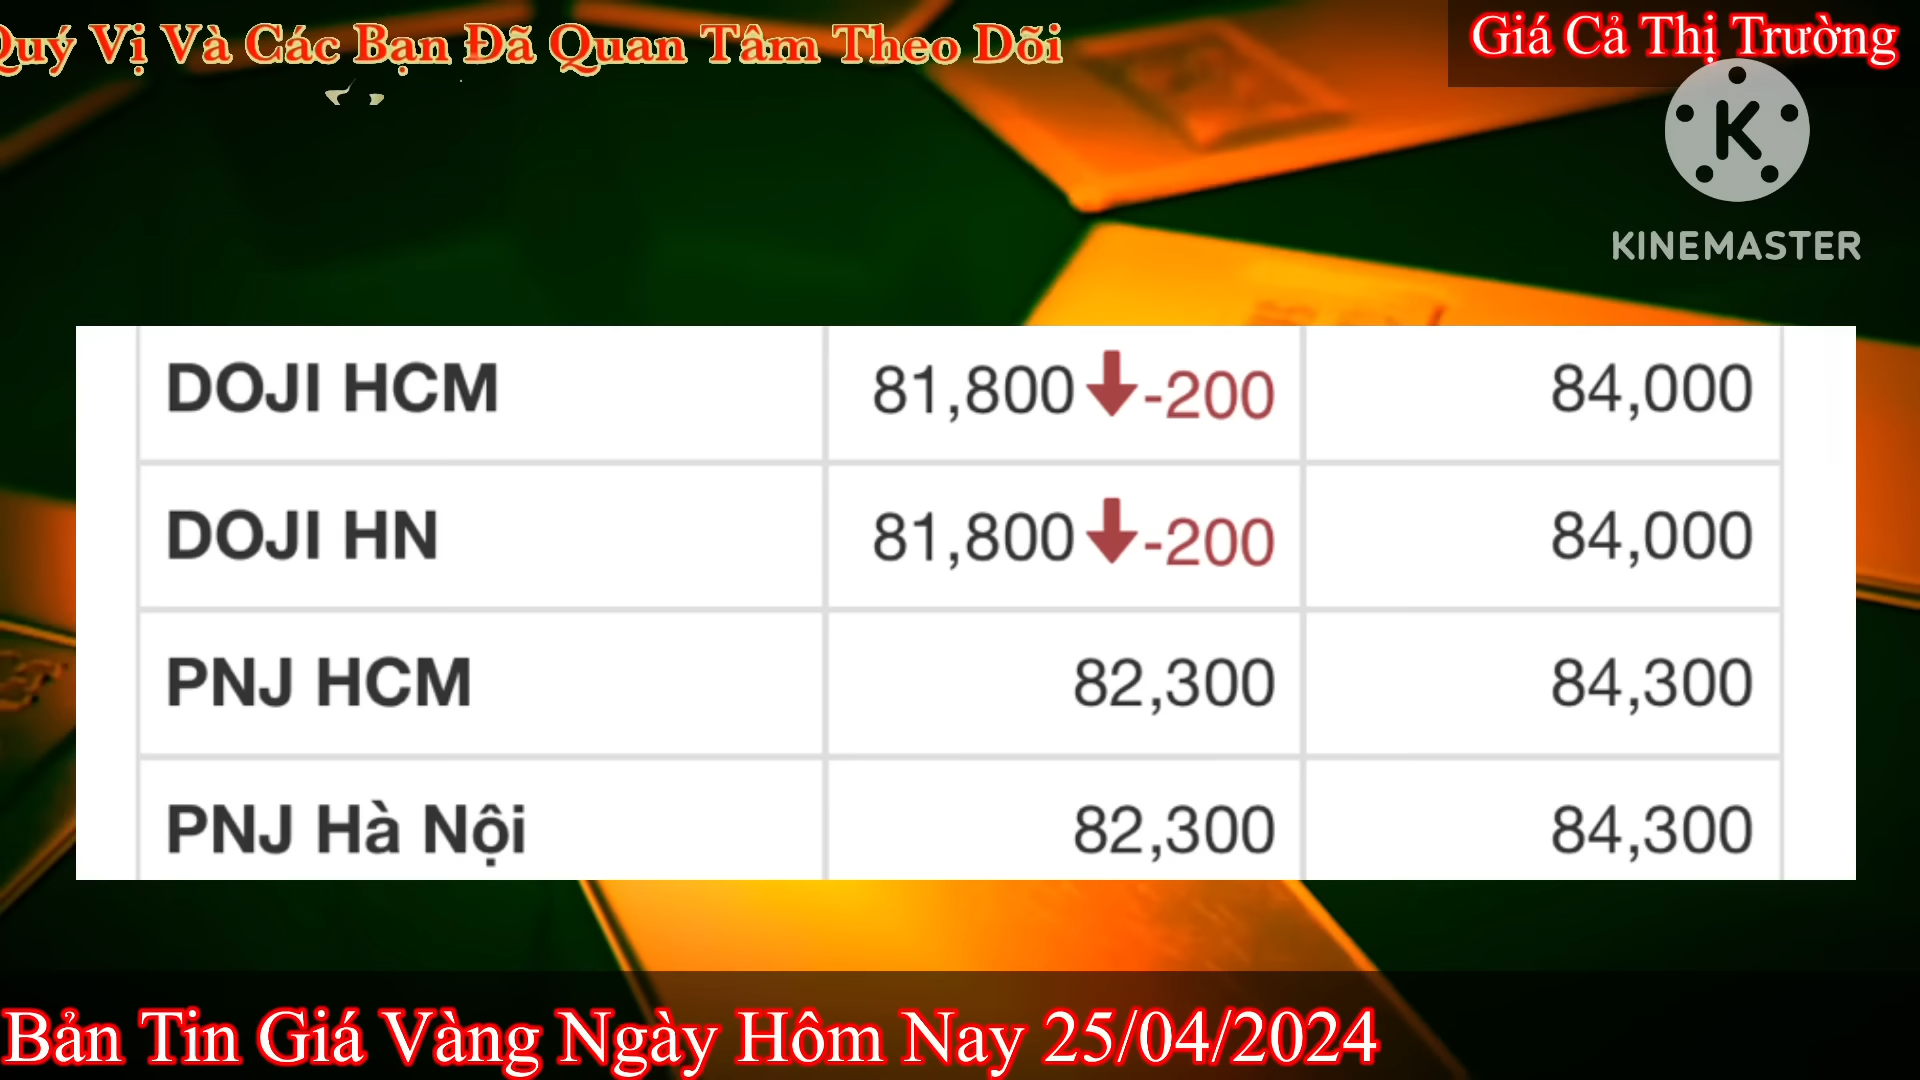 Quý Vị Và Các Bạn Đã Quan Tâm Theo Dõi
Giá Cả Thị Trường
K
KINEMASTER
DOJI HCM 81,800 -200 84,000
DOJI HN 81,800 -200 84,000
PNJ HCM 82,300 84,300
PNJ Hà Nội 82,300 84,300
Bản Tin Giá Vàng Ngày Hôm Nay 25/04/2024